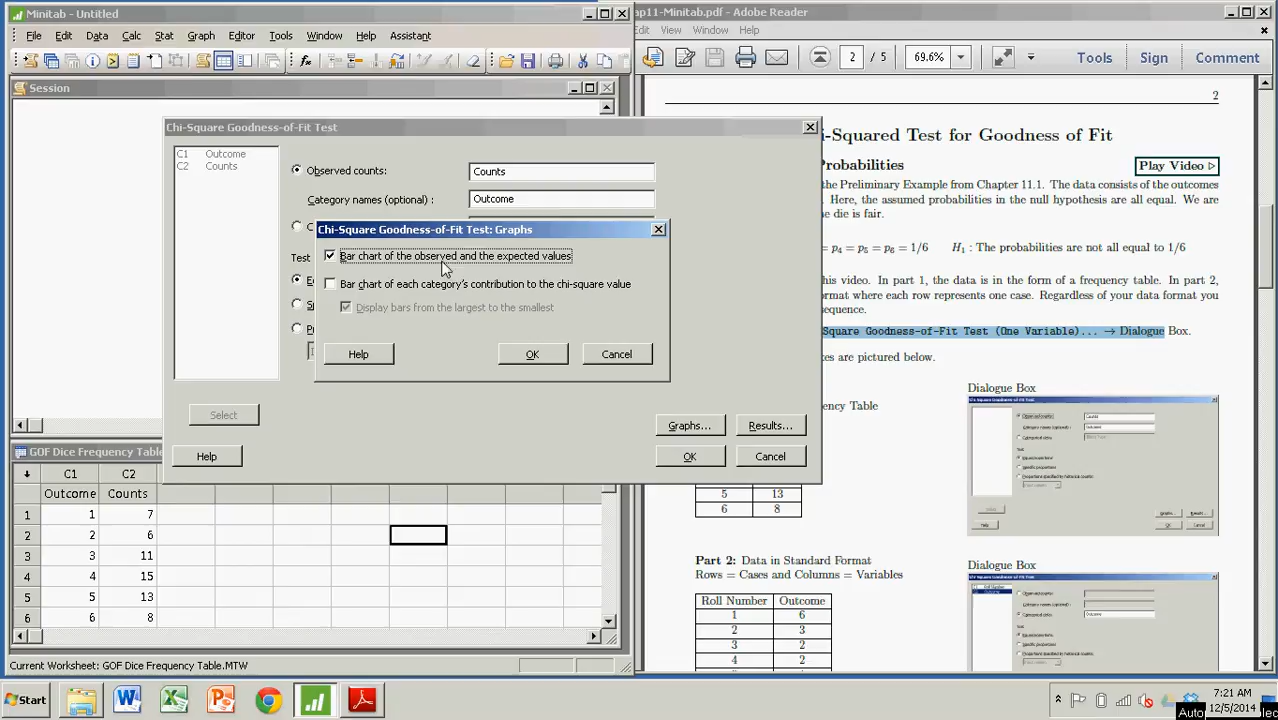 Minitab - Untitled
File Edit Data Calc Stat Graph Editor Tools Window Help Assistant
Session
Chi-Square Goodness-of-Fit Test
C1 Outcome
C2 Counts
Observed counts: Counts
Category names (optional) : Outcome
Chi-Square Goodness-of-Fit Test: Graphs
Test
Bar chart of the observed and the expected values
Bar chart of each category's contribution to the chi-square value
Display bars from the largest to the smallest
Help OK Cancel
Select
Graphs... Results...
Help OK Cancel
GOF Dice Frequency Table
C1 C2
Outcome Counts
1 1 7
2 2 6
3 3 11
4 4 15
5 5 13
6 6 8
Current Worksheet: GOF Dice Frequency Table.MTW
ap11-Minitab.pdf - Adobe Reader
Edit View Window Help
2 / 5 69.6% Tools Sign Comment
2
i-Squared Test for Goodness of Fit
Probabilities Play Video
the Preliminary Example from Chapter 11.1. The data consists of the outcomes
Here, the assumed probabilities in the null hypothesis are all equal. We are
he die is fair.
= p4 = p5 = p6 = 1/6 H1 : The probabilities are not all equal to 1/6
this video. In part 1, the data is in the form of a frequency table. In part 2,
ormat where each row represents one case. Regardless of your data format you
equence.
Square Goodness-of-Fit Test (One Variable)... → Dialogue Box.
es are pictured below.
Dialogue Box
ency Table
5 13
6 8
Part 2: Data in Standard Format
Rows = Cases and Columns = Variables
Dialogue Box
Roll Number Outcome
1 6
2 3
3 2
4 2
Start
7:21 AM
12/5/2014